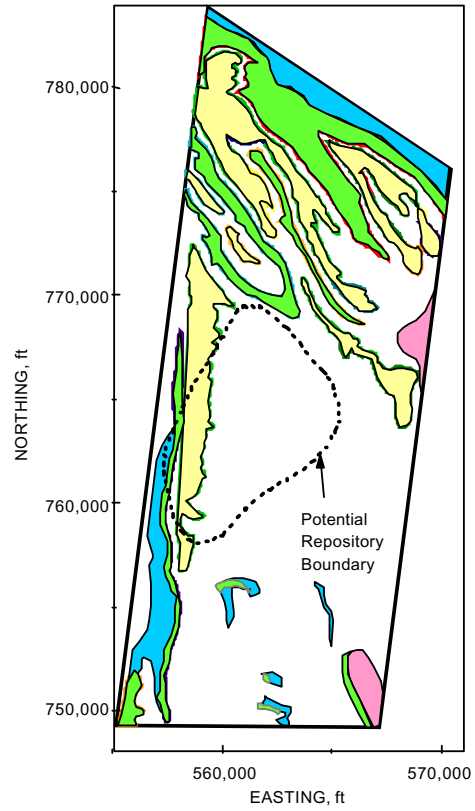 780,000
770,000
760,000
750,000
NORTHING, ft
Potential
Repository
Boundary
560,000
570,000
EASTING, ft